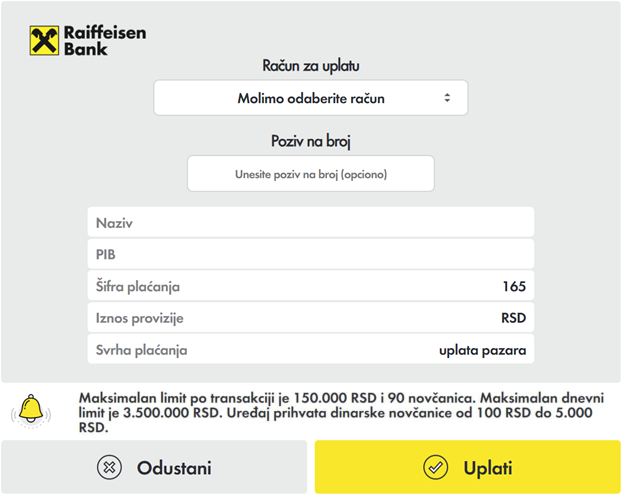 Raiffeisen
Bank
Račun za uplatu
Molimo odaberite račun
Poziv na broj
Unesite poziv na broj (opciono)
Naziv
PIB
Šifra plaćanja 165
Iznos provizije RSD
Svrha plaćanja uplata pazara
Maksimalan limit po transakciji je 150.000 RSD i 90 novčanica. Maksimalan dnevni
limit je 3.500.000 RSD. Uređaj prihvata dinarske novčanice od 100 RSD do 5.000
RSD.
Odustani Uplati